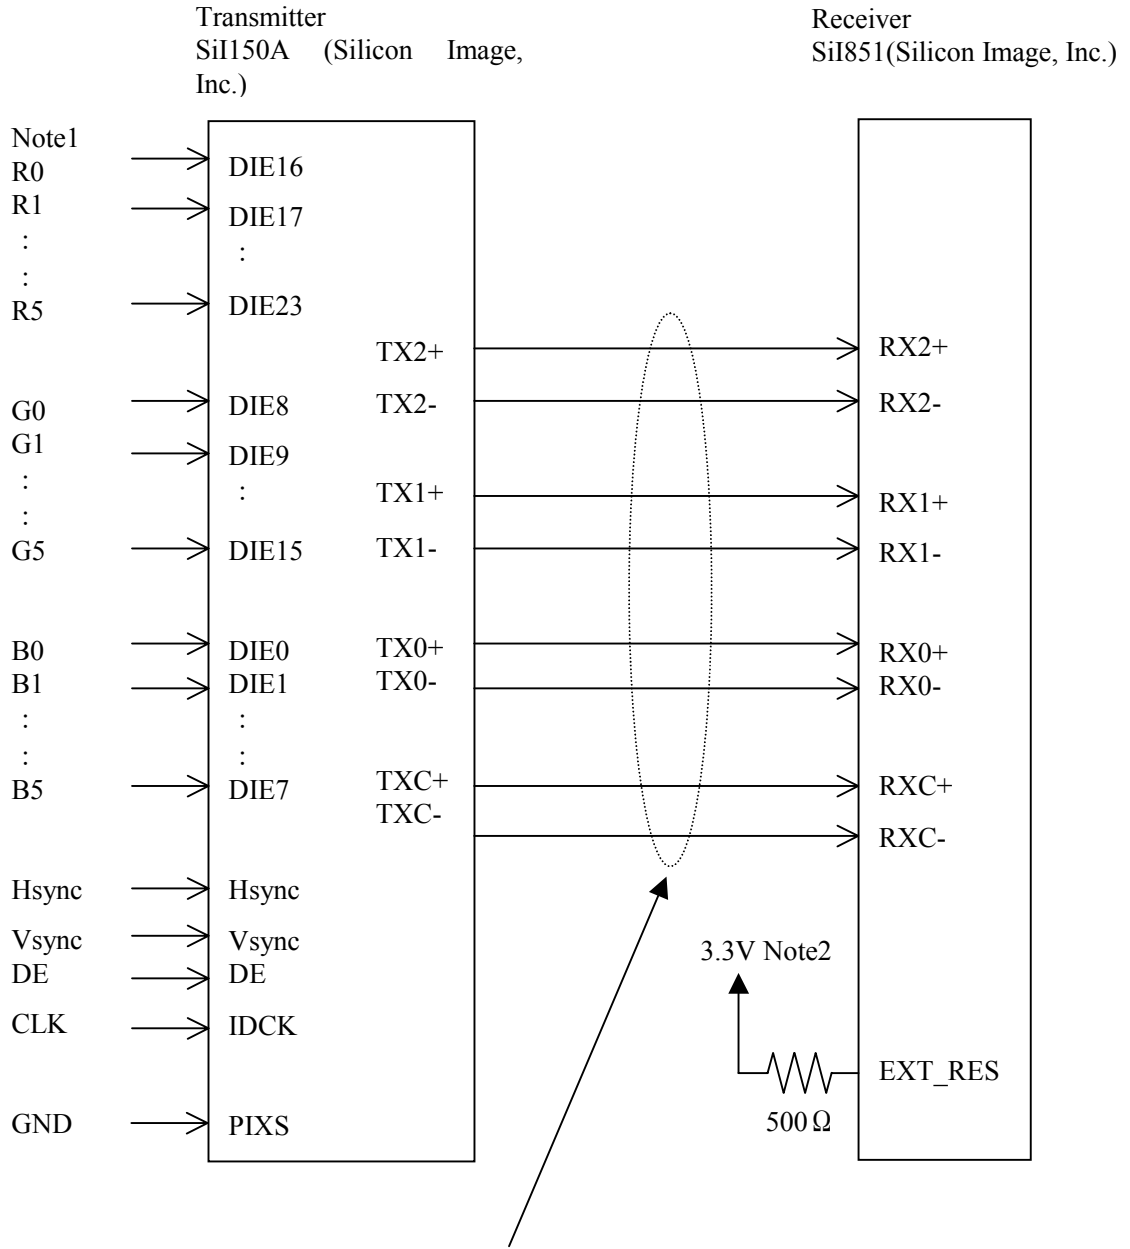 Transmitter
SiI150A (Silicon Image,
Inc.)
Receiver
SiI851(Silicon Image, Inc.)
Note1
R0
R1
:
:
R5
G0
G1
:
:
G5
B0
B1
:
:
B5
Hsync
Vsync
DE
CLK
GND
DIE16
DIE17
:
DIE23
DIE8
DIE9
:
DIE15
DIE0
DIE1
:
:
DIE7
Hsync
Vsync
DE
IDCK
PIXS
TX2+
TX2-
TX1+
TX1-
TX0+
TX0-
TXC+
TXC-
RX2+
RX2-
RX1+
RX1-
RX0+
RX0-
RXC+
RXC-
3.3V Note2
EXT_RES
500Ω